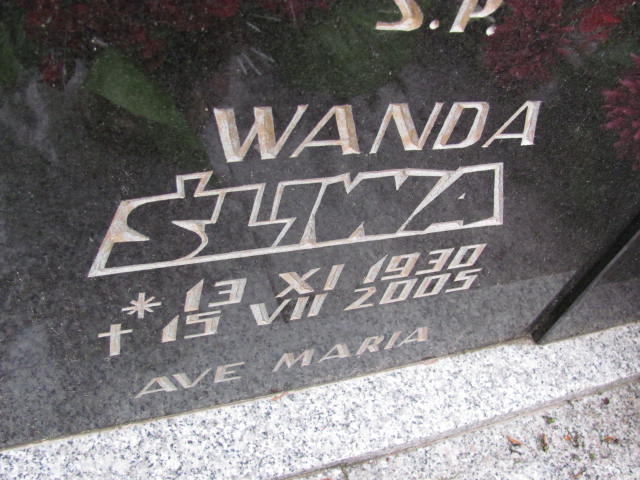 Ś.P.
WANDA
ŚLIWA
* 13 XI 1930
† 15 VII 2005
AVE MARIA